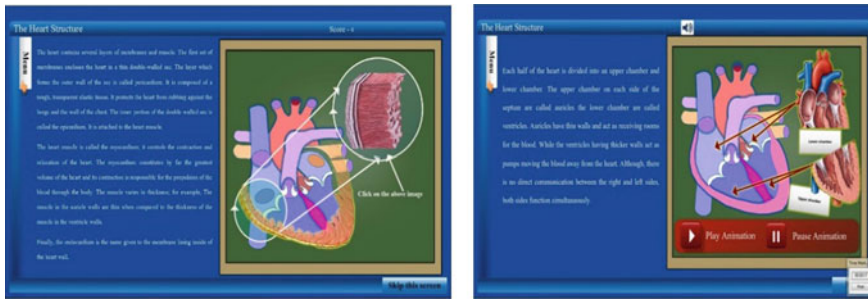 The Heart Structure
Menu
The heart contains several layers of membranes and muscle. The first set of
membranes encloses the heart in a thin double-walled sac. The layer which
forms the outer wall of the sac is called pericardium. It is composed of a
tough, transparent elastic tissue. It protects the heart from rubbing against the
lungs and the wall of the chest. The inner portion of the double-walled sac is
called the epicardium. It is attached to the heart muscle.
The heart muscle is called the myocardium; it controls the contraction and
relaxation of the heart. The myocardium constitutes by far the greatest
volume of the heart and its contraction is responsible for the propulsion of the
blood through the body. The muscle varies in thickness; for example, The
muscle in the auricle walls are thin when compared to the thickness of the
muscle in the ventricle walls.
Finally, the endocardium is the name given to the membrane lining inside of
the heart wall.
Click on the above image
Skip this screen
The Heart Structure
Menu
Each half of the heart is divided into an upper chamber and
lower chamber. The upper chamber on each side of the
septum are called auricles the lower chamber are called
ventricles. Auricles have thin walls and act as receiving rooms
for the blood. While the ventricles having thicker walls act as
pumps moving the blood away from the heart. Although, there
is no direct communication between the right and left sides,
both sides function simultaneously
Lower chamber
Upper chamber
Play Animation
Pause Animation